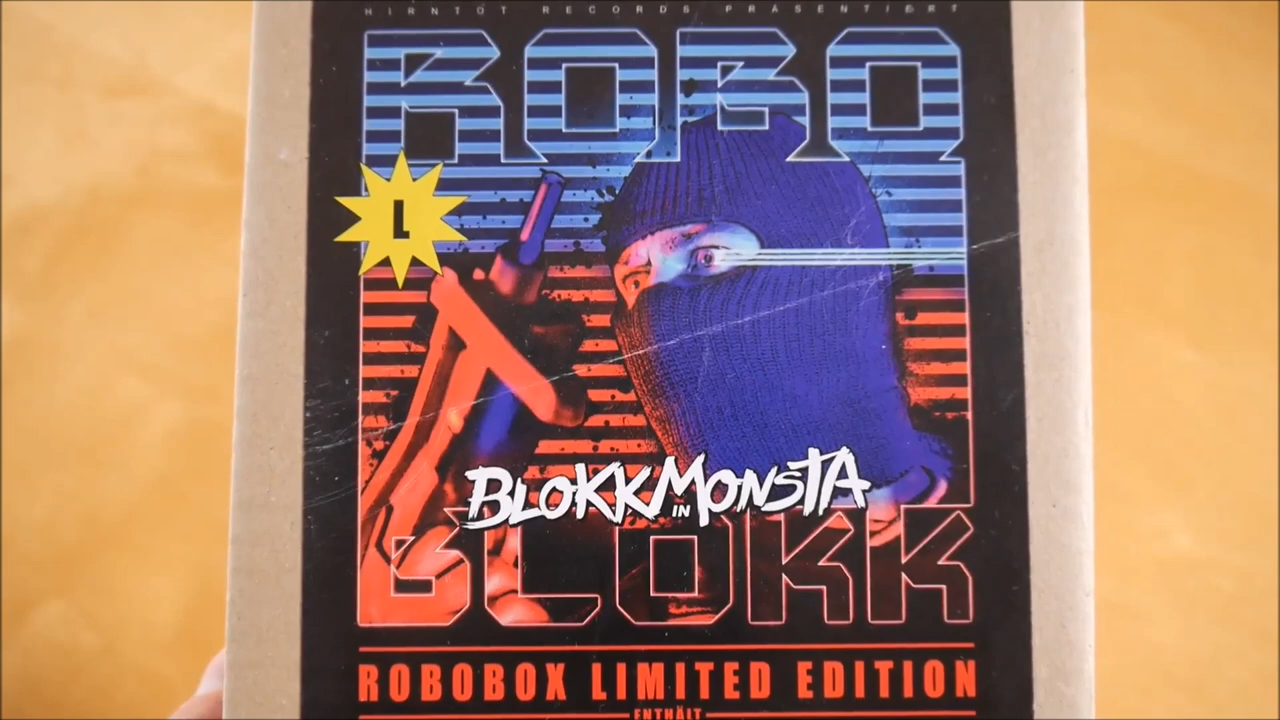 HIRNTOT RECORDS PRÄSENTIERT
ROBO
L
BLOKKMONSTA
IN
BLOKK
ROBOBOX LIMITED EDITION
ENTHÄLT